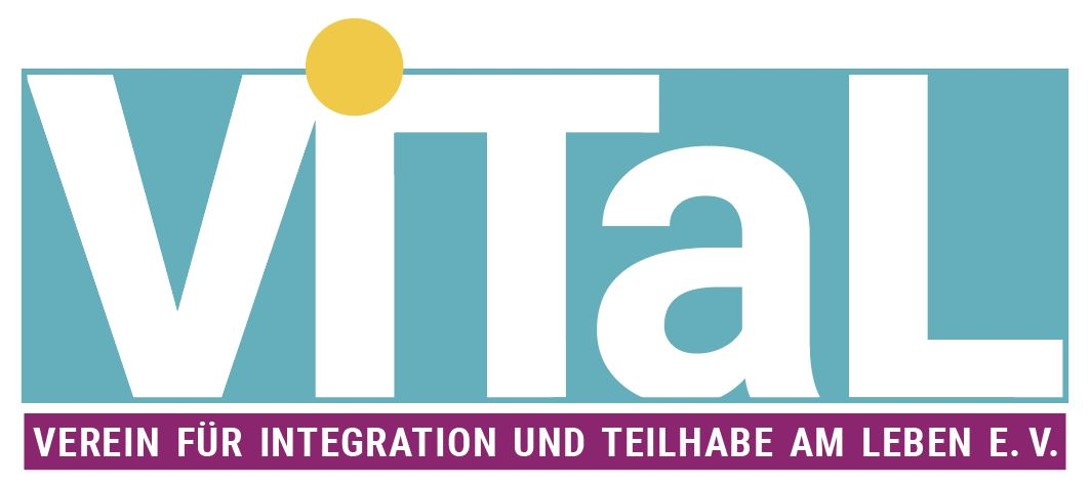 ViTaL
VEREIN FÜR INTEGRATION UND TEILHABE AM LEBEN E. V.